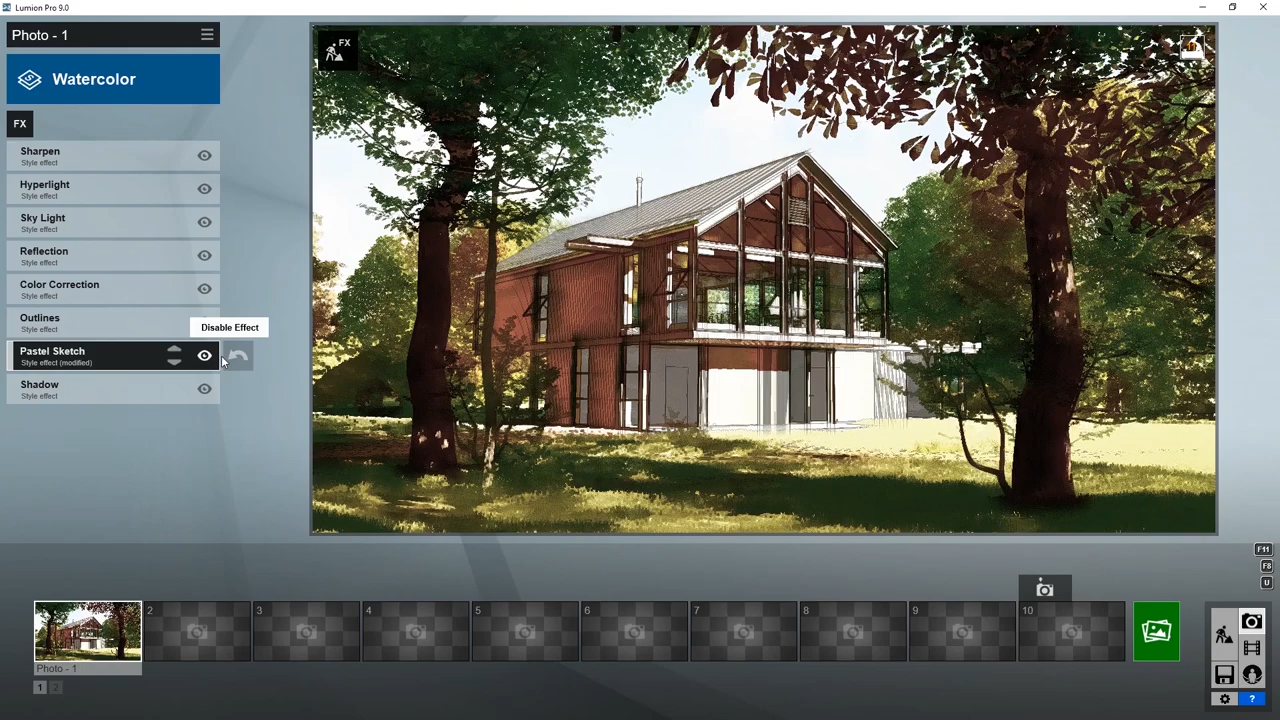 Lumion Pro 9.0
Photo - 1
Watercolor
FX
Sharpen
Style effect
Hyperlight
Style effect
Sky Light
Style effect
Reflection
Style effect
Color Correction
Style effect
Outlines
Style effect
Disable Effect
Pastel Sketch
Style effect (modified)
Shadow
Style effect
FX
F11
F8
U
2
3
4
5
6
7
8
9
10
Photo - 1
1
2
?